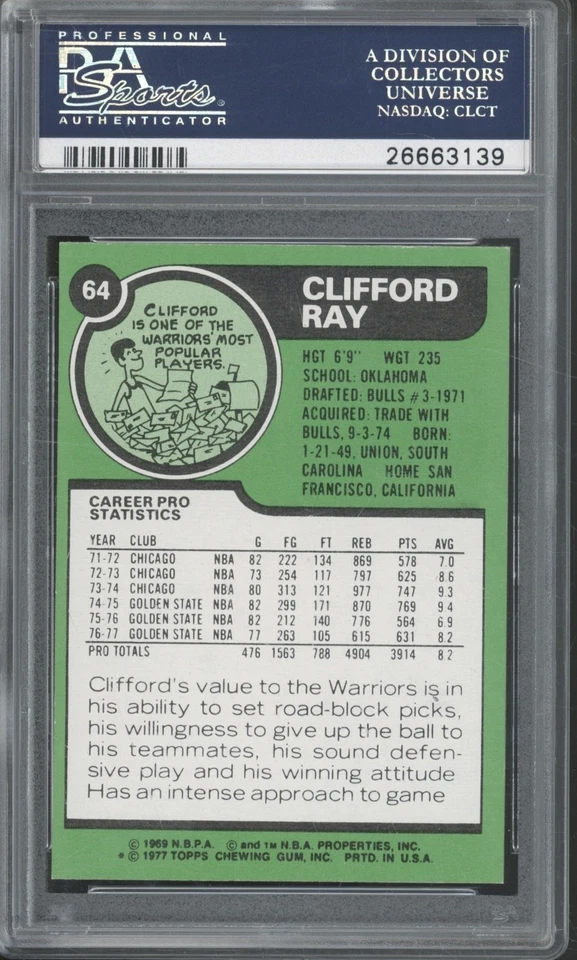 PROFESSIONAL
PSA
Sports®
AUTHENTICATOR
A DIVISION OF
COLLECTORS
UNIVERSE
NASDAQ: CLCT
26663139
64
CLIFFORD
IS ONE OF THE
WARRIORS' MOST
POPULAR
PLAYERS.
CLIFFORD
RAY
HGT 6'9" WGT 235
SCHOOL: OKLAHOMA
DRAFTED: BULLS #3-1971
ACQUIRED: TRADE WITH
BULLS, 9-3-74 BORN:
1-21-49, UNION, SOUTH
CAROLINA HOME SAN
FRANCISCO, CALIFORNIA
CAREER PRO
STATISTICS
YEAR CLUB G FG FT REB PTS AVG
71-72 CHICAGO NBA 82 222 134 869 578 7.0
72-73 CHICAGO NBA 73 254 117 797 625 8.6
73-74 CHICAGO NBA 80 313 121 977 747 9.3
74-75 GOLDEN STATE NBA 82 299 171 870 769 9.4
75-76 GOLDEN STATE NBA 82 212 140 776 564 6.9
76-77 GOLDEN STATE NBA 77 263 105 615 631 8.2
PRO TOTALS 476 1563 788 4904 3914 8.2
Clifford's value to the Warriors is in
his ability to set road-block picks,
his willingness to give up the ball to
his teammates, his sound defen-
sive play and his winning attitude
Has an intense approach to game
© 1969 N.B.P.A. © and TM N.B.A. PROPERTIES, INC.
* © 1977 TOPPS CHEWING GUM, INC. PRTD. IN U.S.A.